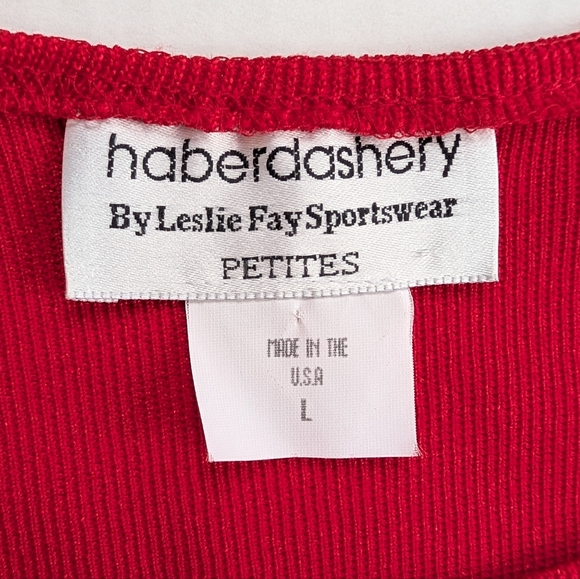 haberdashery
By Leslie Fay Sportswear
PETITES
MADE IN THE
U.S.A
L